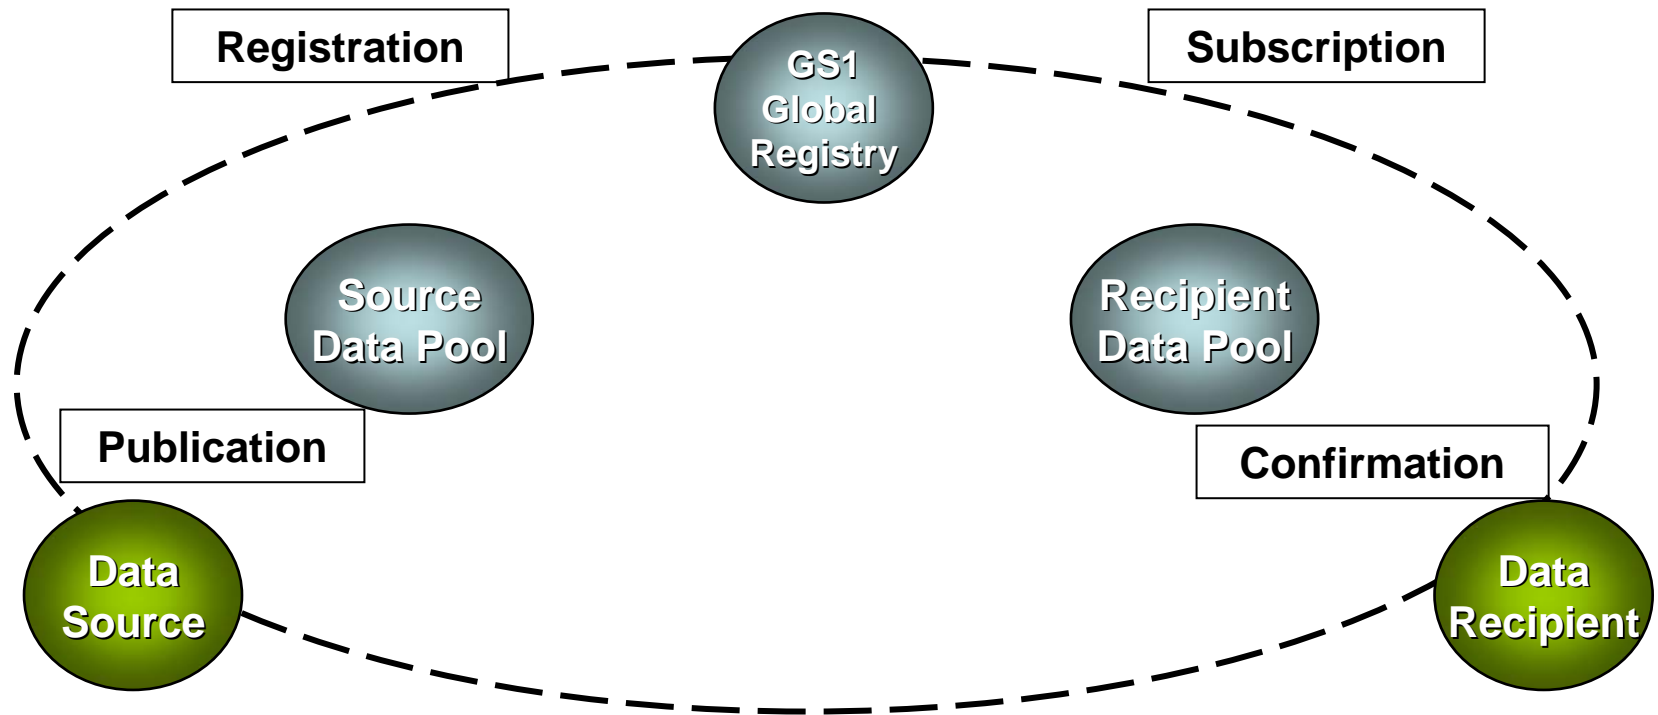 Registration
Subscription
GS1
Global
Registry
Source
Data Pool
Recipient
Data Pool
Publication
Confirmation
Data
Source
Data
Recipient